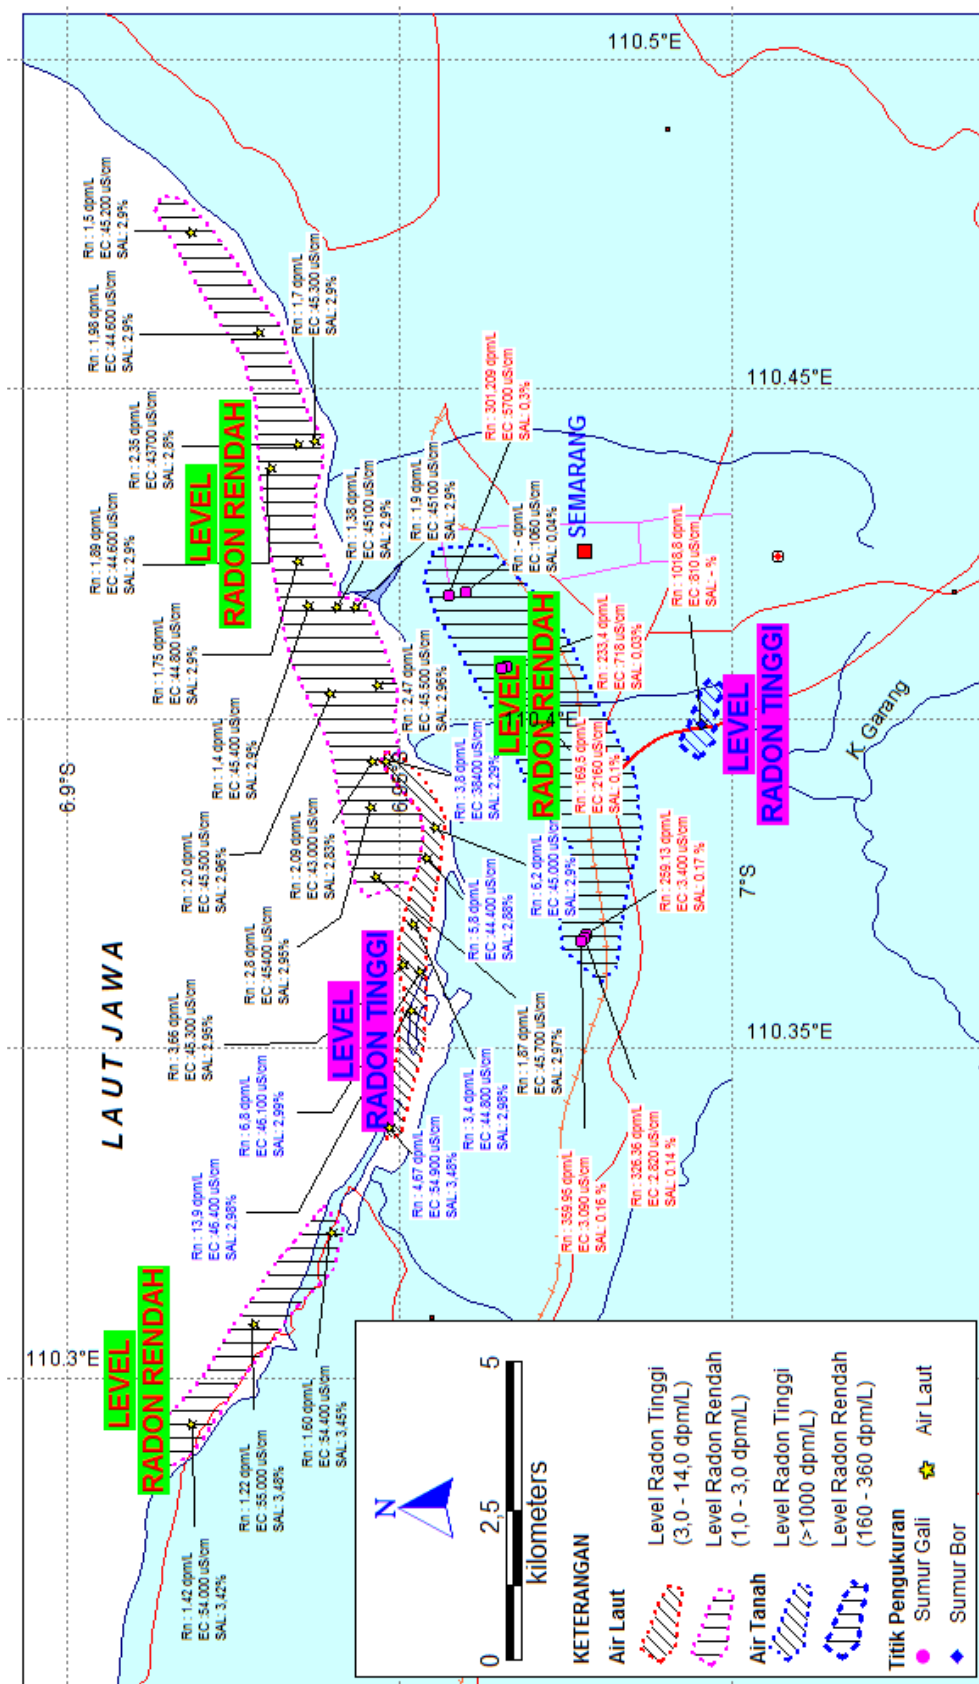 LAUT JAWA
110.3°E
110.35°E
110.4°E
110.45°E
110.5°E
6.9°S
6.95°S
7°S
LEVEL
RADON RENDAH
LEVEL
RADON TINGGI
LEVEL
RADON RENDAH
LEVEL
RADON RENDAH
LEVEL
RADON TINGGI
SEMARANG
K Garang
Rn : 1.42 dpm/L
EC :54.000 uS/cm
SAL: 3.42%
Rn : 1.22 dpm/L
EC :55.000 uS/cm
SAL: 3.48%
Rn : 1.60 dpm/L
EC :54.400 uS/cm
SAL: 3.45%
Rn : 13.9 dpm/L
EC :46.400 uS/cm
SAL: 2.98%
Rn : 6.8 dpm/L
EC :46.100 uS/cm
SAL: 2.99%
Rn : 3.66 dpm/L
EC :45.300 uS/cm
SAL: 2.95%
Rn : 2.8 dpm/L
EC :45400 uS/cm
SAL: 2.95%
Rn : 2.09 dpm/L
EC :43.000 uS/cm
SAL: 2.83%
Rn : 2.0 dpm/L
EC :45.500 uS/cm
SAL: 2.96%
Rn : 1.4 dpm/L
EC :45.400 uS/cm
SAL: 2.9%
Rn : 1.75 dpm/L
EC :44.800 uS/cm
SAL: 2.9%
Rn : 1.89 dpm/L
EC :44.600 uS/cm
SAL: 2.9%
Rn : 2.35 dpm/L
EC :43700 uS/cm
SAL: 2.8%
Rn : 1.98 dpm/L
EC :44.600 uS/cm
SAL: 2.9%
Rn : 1.5 dpm/L
EC :45.200 uS/cm
SAL: 2.9%
Rn : 1.7 dpm/L
EC :45.300 uS/cm
SAL: 2.9%
Rn : 1.38 dpm/L
EC :45100 uS/cm
SAL: 2.9%
Rn : 1.9 dpm/L
EC :45100 uS/cm
SAL: 2.9%
Rn : 2.47 dpm/L
EC :45.500 uS/cm
SAL: 2.96%
Rn : 3.8 dpm/L
EC :38400 uS/cm
SAL: 2.29%
Rn : 6.2 dpm/L
EC :45.000 uS/cm
SAL: 2.9%
Rn : 5.8 dpm/L
EC :44.400 uS/cm
SAL: 2.88%
Rn : 1.87 dpm/L
EC :45.700 uS/cm
SAL: 2.97%
Rn : 3.4 dpm/L
EC :44.800 uS/cm
SAL: 2.98%
Rn : 4.67 dpm/L
EC :54.900 uS/cm
SAL: 3.48%
Rn : 301.209 dpm/L
EC :5700 uS/cm
SAL: 0.3%
Rn : - dpm/L
EC :1060 uS/cm
SAL: 0.04%
Rn : 1018.8 dpm/L
EC :810 uS/cm
SAL: - %
Rn : 233.4 dpm/L
EC :718 uS/cm
SAL: 0.03%
Rn : 169.5 dpm/L
EC :2160 uS/cm
SAL: 0.1%
Rn : 259.13 dpm/L
EC :3.400 uS/cm
SAL: 0.17 %
Rn : 326.36 dpm/L
EC :2.820 uS/cm
SAL: 0.14 %
Rn : 359.95 dpm/L
EC :3.090 uS/cm
SAL: 0.16 %
N
0 2,5 5
kilometers
KETERANGAN
Air Laut
Level Radon Tinggi
(3,0 - 14,0 dpm/L)
Level Radon Rendah
(1,0 - 3,0 dpm/L)
Air Tanah
Level Radon Tinggi
(>1000 dpm/L)
Level Radon Rendah
(160 - 360 dpm/L)
Titik Pengukuran
Sumur Gali
Air Laut
Sumur Bor